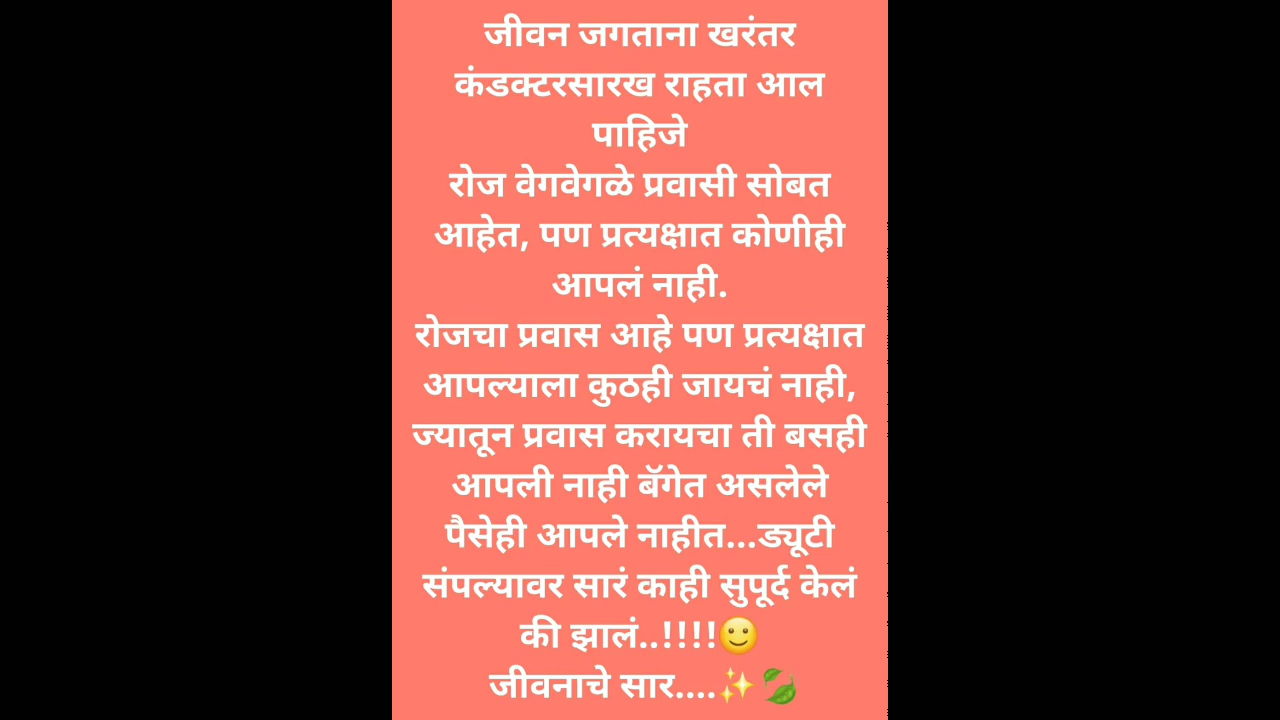 जीवन जगताना खरंतर
कंडक्टरसारख राहता आल
पाहिजे
रोज वेगवेगळे प्रवासी सोबत
आहेत, पण प्रत्यक्षात कोणीही
आपलं नाही.
रोजचा प्रवास आहे पण प्रत्यक्षात
आपल्याला कुठही जायचं नाही,
ज्यातून प्रवास करायचा ती बसही
आपली नाही बॅगेत असलेले
पैसेही आपले नाहीत...ड्यूटी
संपल्यावर सारं काही सुपूर्द केलं
की झालं..!!!!🙂
जीवनाचे सार....✨🍃